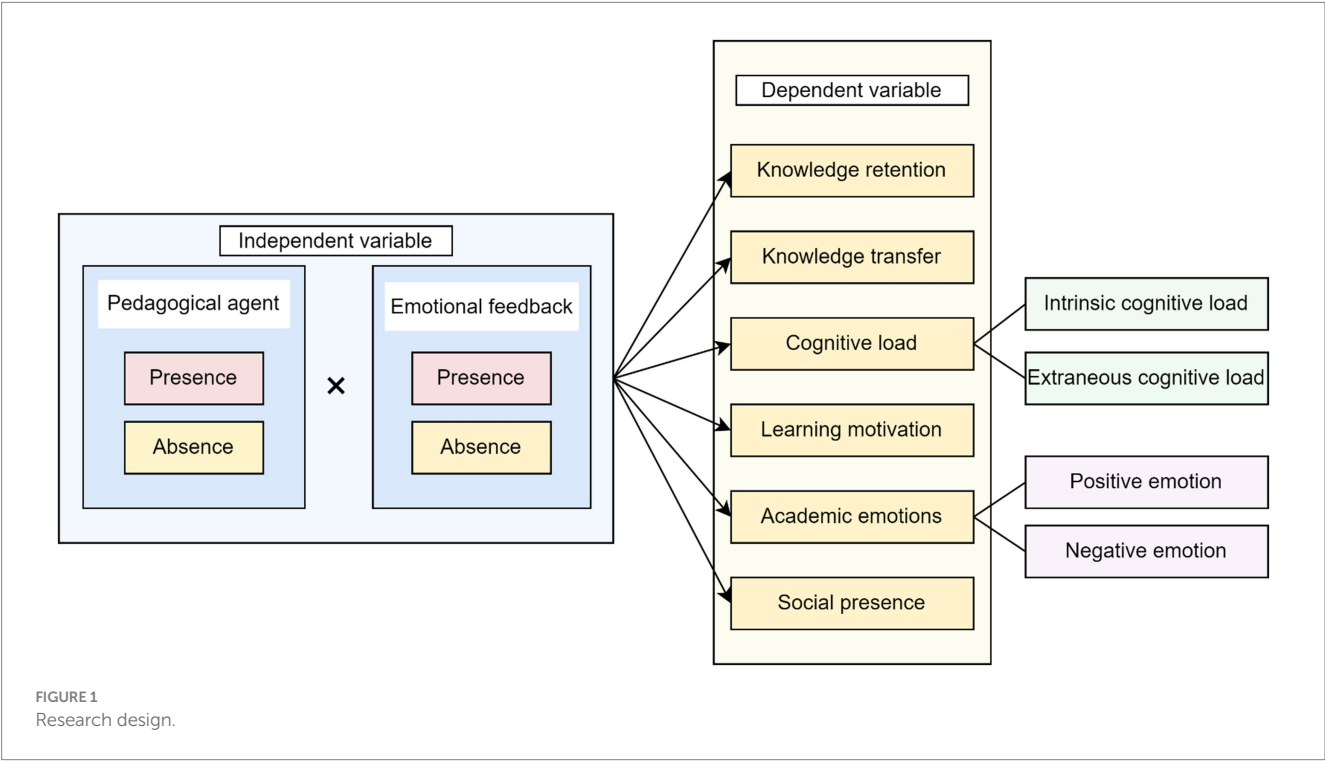 Independent variable
Pedagogical agent
Presence
Absence
×
Emotional feedback
Presence
Absence
Dependent variable
Knowledge retention
Knowledge transfer
Cognitive load
Learning motivation
Academic emotions
Social presence
Intrinsic cognitive load
Extraneous cognitive load
Positive emotion
Negative emotion
FIGURE 1
Research design.